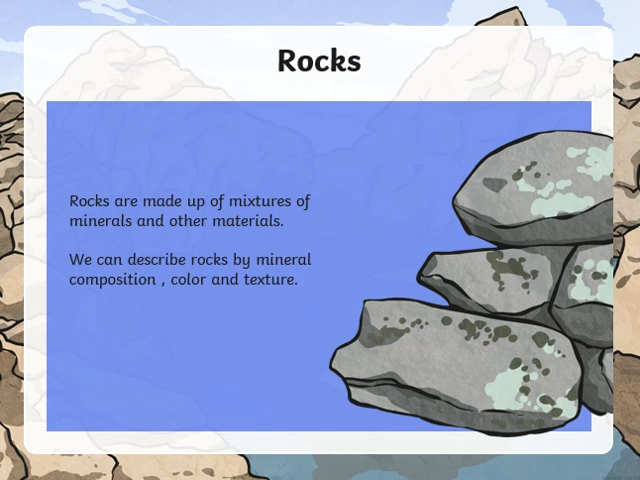 Rocks
Rocks are made up of mixtures of
minerals and other materials.
We can describe rocks by mineral
composition , color and texture.